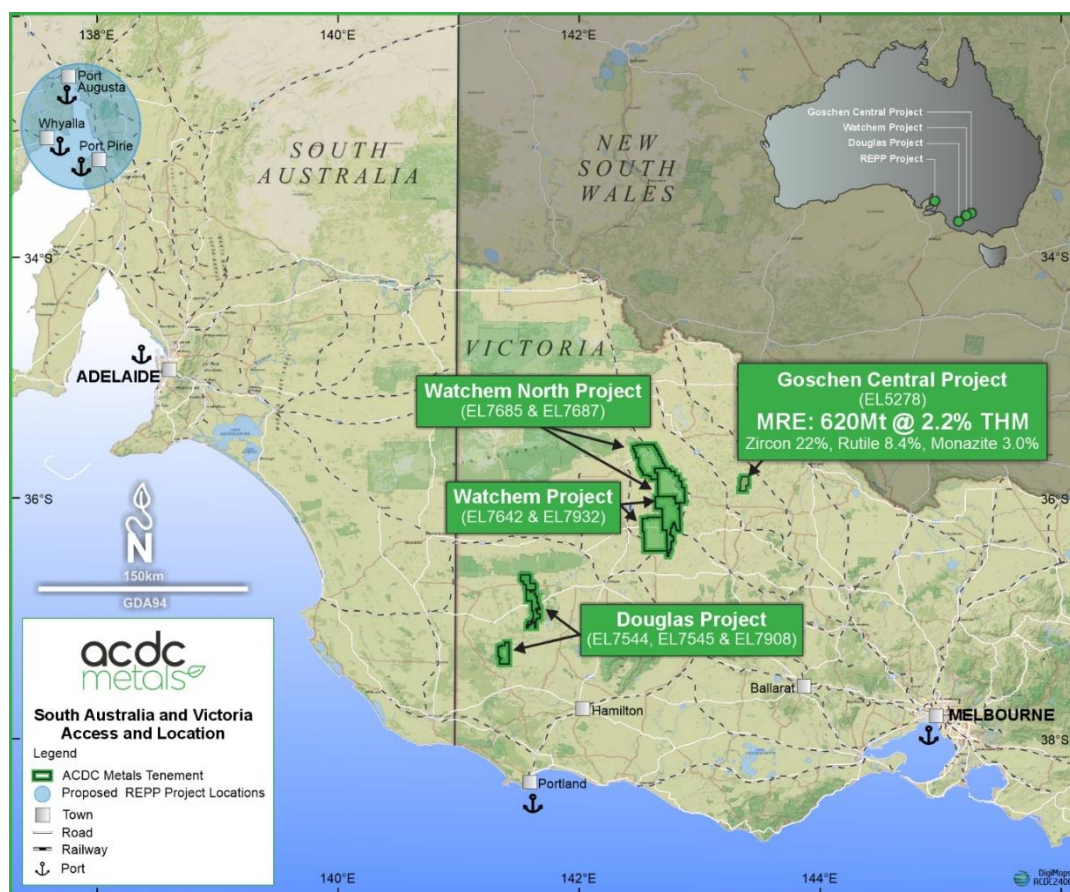 138°E
140°E
142°E
144°E
Port
Augusta
Whyalla
Port Pirie
SOUTH
AUSTRALIA
NEW
SOUTH
WALES
Goschen Central Project
Watchem Project
Douglas Project
REPP Project
34°S
34°S
ADELAIDE
VICTORIA
Watchem North Project
(EL7685 & EL7687)
Goschen Central Project
(EL5278)
MRE: 620Mt @ 2.2% THM
Zircon 22%, Rutile 8.4%, Monazite 3.0%
36°S
36°S
Watchem Project
(EL7642 & EL7932)
N
150km
GDA94
Douglas Project
(EL7544, EL7545 & EL7908)
acdc
metals
South Australia and Victoria
Access and Location
Legend
ACDC Metals Tenement
Proposed REPP Project Locations
Town
Road
Railway
Port
Hamilton
Ballarat
MELBOURNE
38°S
Portland
DigiMaps